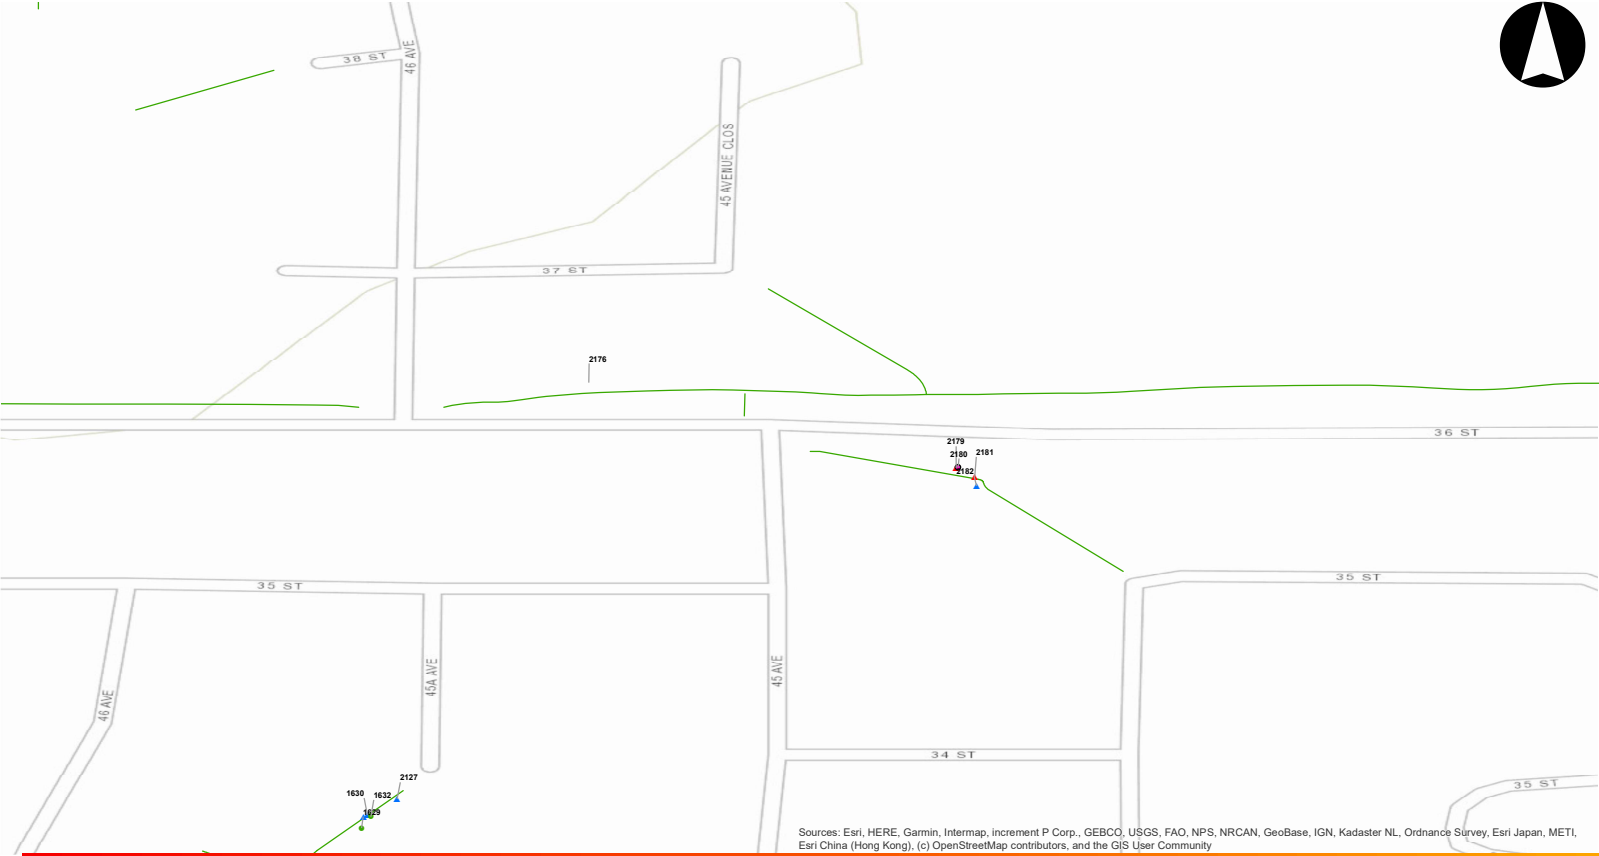 46 AVE
38 ST
45 AVENUE CLOS
37 ST
2176
36 ST
2179
2180
2181
2182
35 ST
35 ST
46 AVE
45A AVE
45 AVE
34 ST
2127
1630
1632
1629
35 ST
Sources: Esri, HERE, Garmin, Intermap, increment P Corp., GEBCO, USGS, FAO, NPS, NRCAN, GeoBase, IGN, Kadaster NL, Ordnance Survey, Esri Japan, METI,
Esri China (Hong Kong), (c) OpenStreetMap contributors, and the GIS User Community